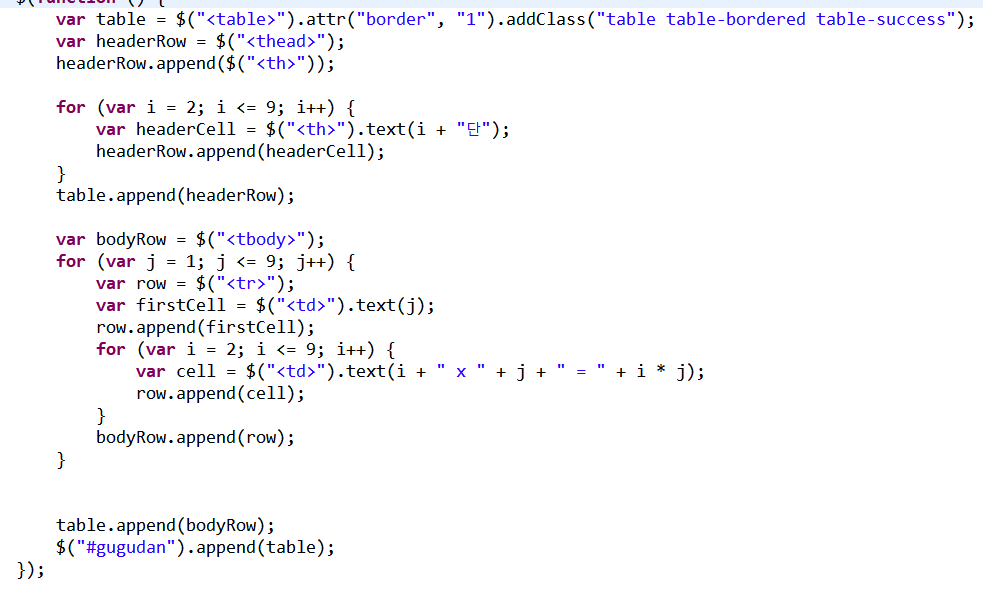 $(function () {
var table = $("<table>").attr("border", "1").addClass("table table-bordered table-success");
var headerRow = $("<thead>");
headerRow.append($("<th>"));
for (var i = 2; i <= 9; i++) {
var headerCell = $("<th>").text(i + "단");
headerRow.append(headerCell);
}
table.append(headerRow);
var bodyRow = $("<tbody>");
for (var j = 1; j <= 9; j++) {
var row = $("<tr>");
var firstCell = $("<td>").text(j);
row.append(firstCell);
for (var i = 2; i <= 9; i++) {
var cell = $("<td>").text(i + " x " + j + " = " + i * j);
row.append(cell);
}
bodyRow.append(row);
}
table.append(bodyRow);
$("#gugudan").append(table);
});